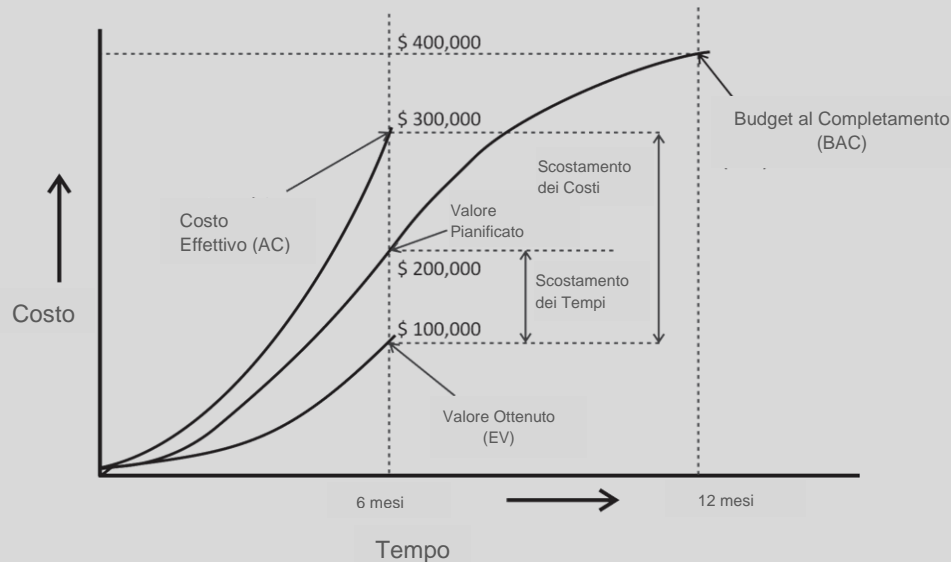 $ 400,000
$ 300,000
Budget al Completamento
(BAC)
Scostamento
dei Costi
Costo
Effettivo (AC)
Valore
Pianificato
$ 200,000
Scostamento
dei Tempi
Costo
$ 100,000
Valore Ottenuto
(EV)
6 mesi
12 mesi
Tempo